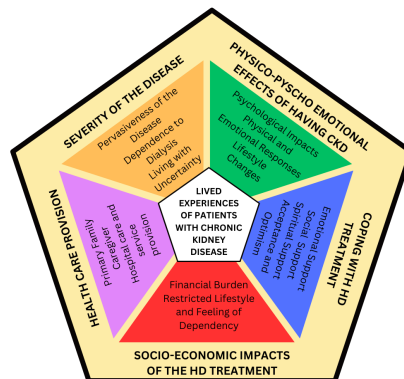 SEVERITY OF THE DISEASE
Pervasiveness of the
Disease
Dependence to
Dialysis
Living with
Uncertainty
PHYSICO-PYSCHO EMOTIONAL
EFFECTS OF HAVING CKD
Psychological Impacts
Physical and
Emotional Responses
Lifestyle
Changes
COPING WITH HD
TREATMENT
Emotional Support
Social Support
Spiritual Support
Acceptance and
Optimism
SOCIO-ECONOMIC IMPACTS
OF THE HD TREATMENT
Financial Burden
Restricted Lifestyle
and Feeling of
Dependency
HEALTH CARE PROVISION
Primary Family
Caregiver
Hospital care and
service
provision
LIVED
EXPERIENCES
OF PATIENTS
WITH CHRONIC
KIDNEY
DISEASE